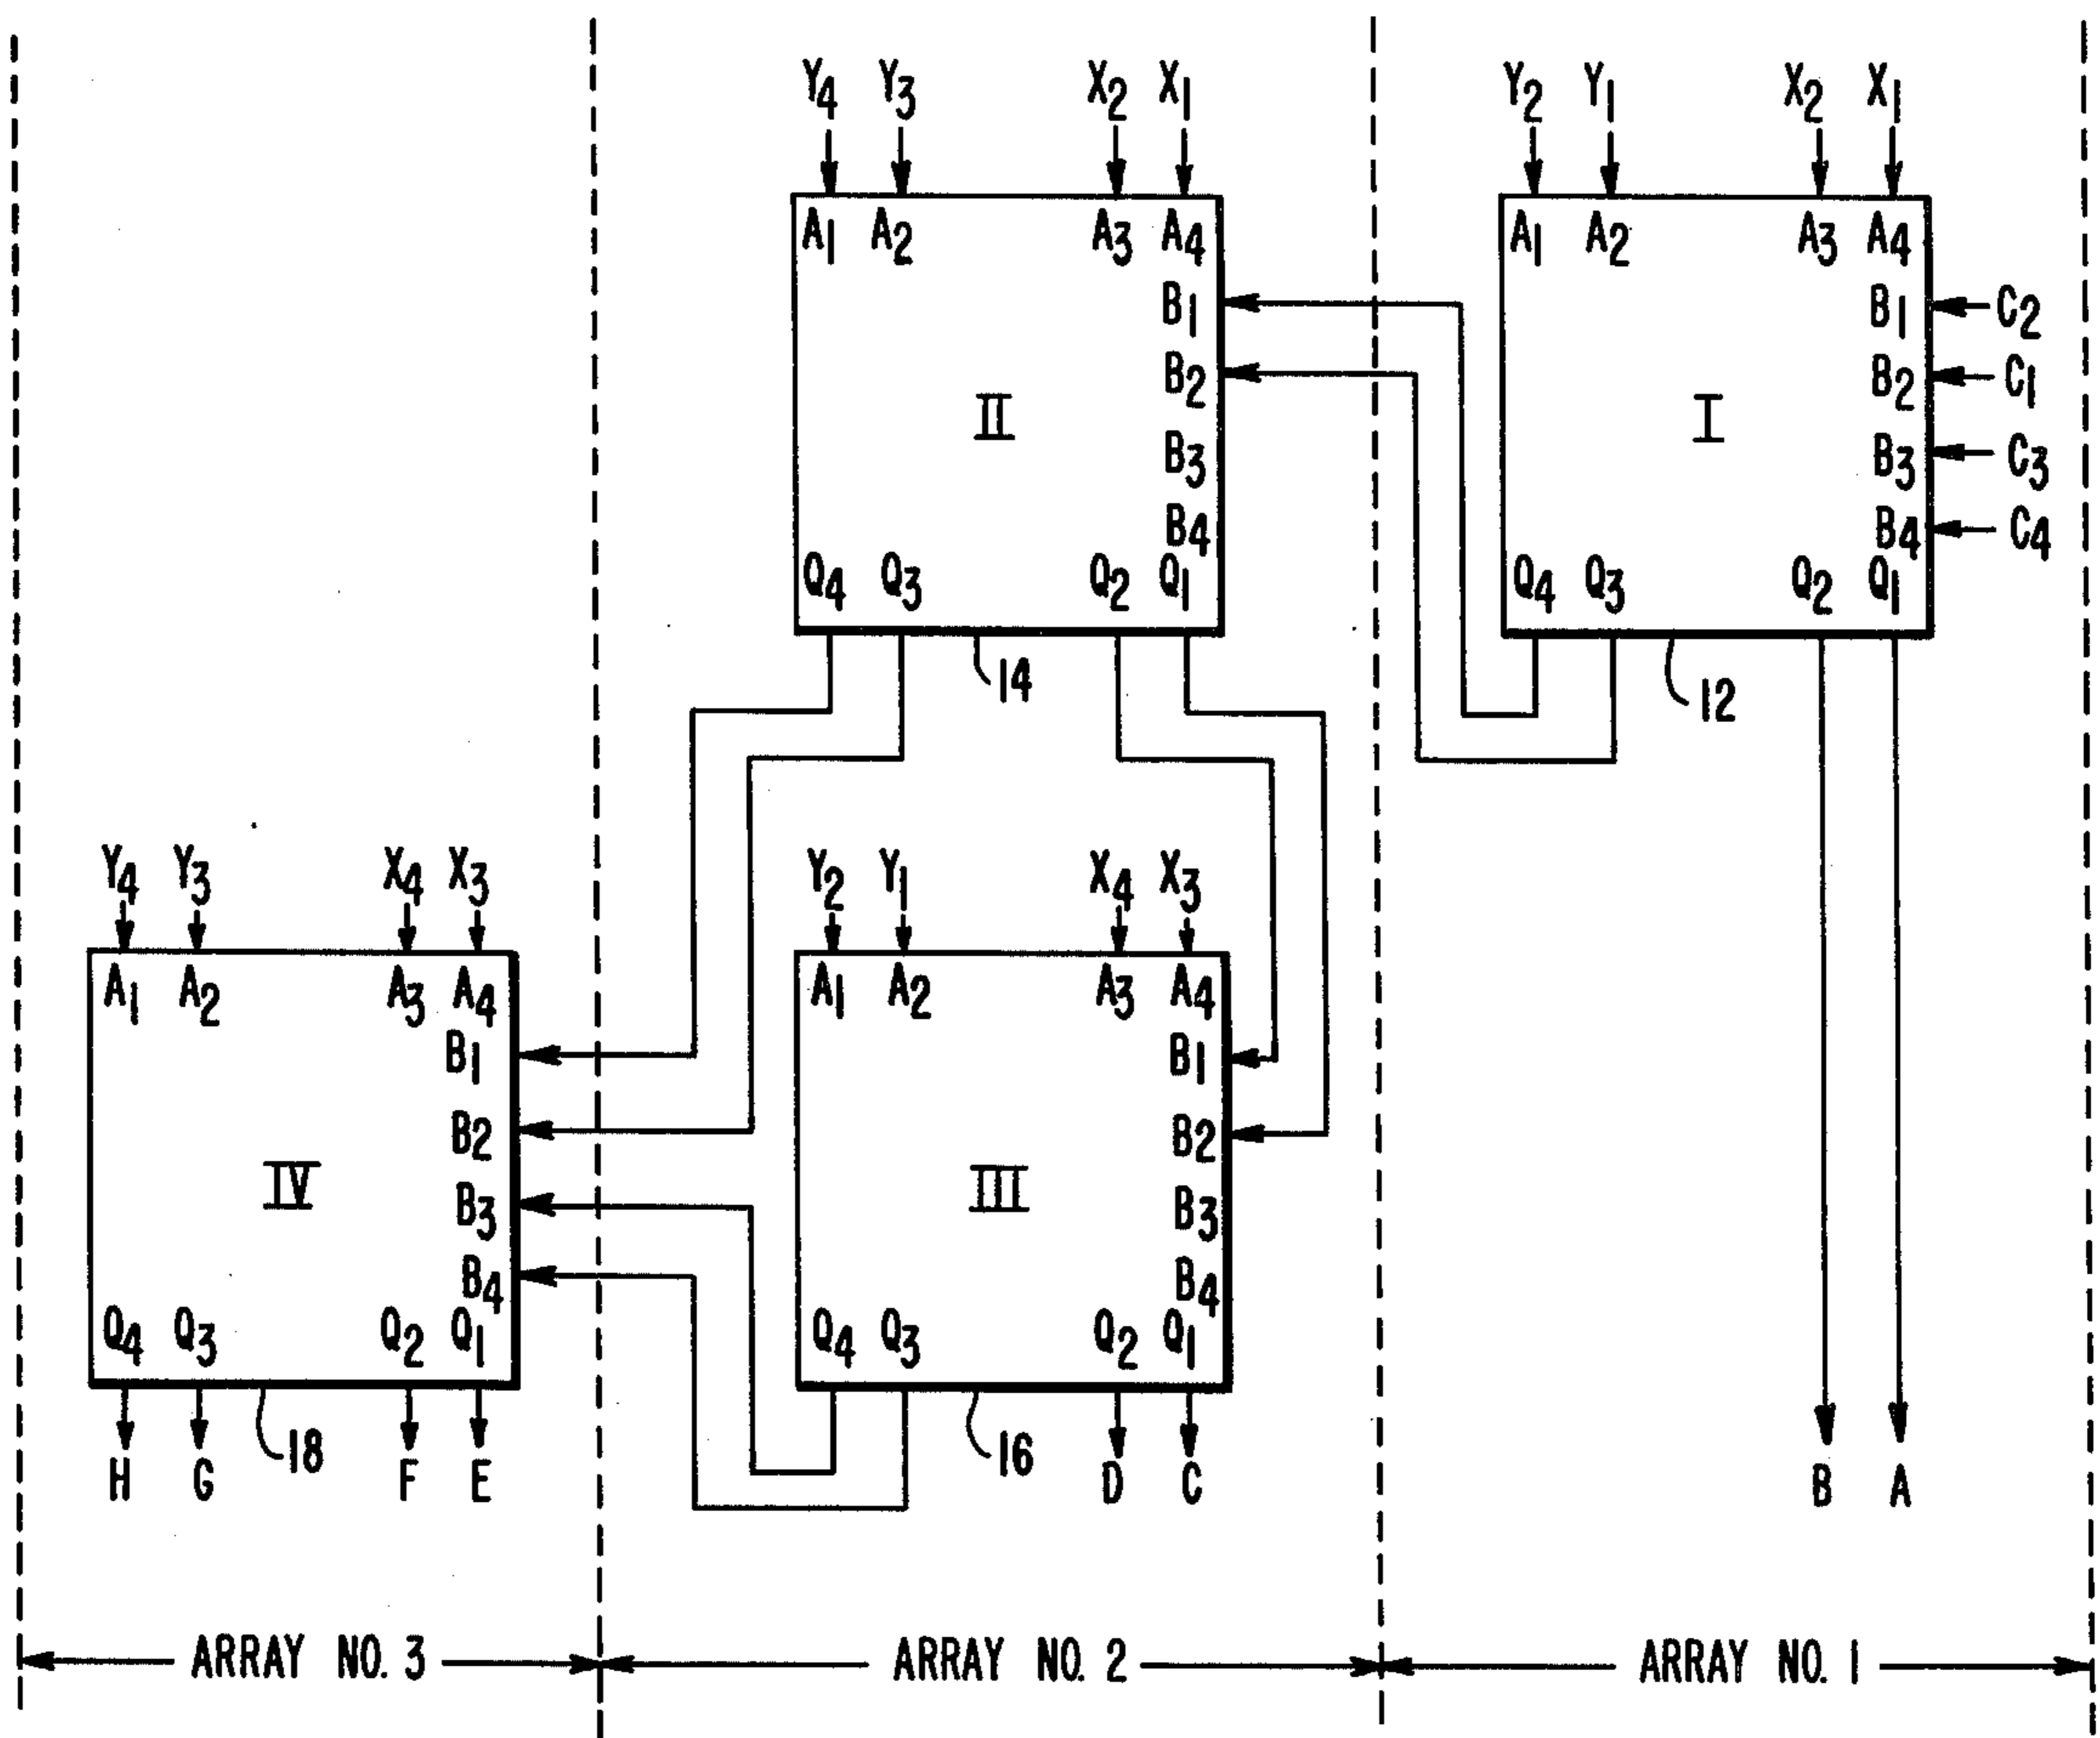 Y4 Y3 X2 X1 Y2 Y1 X2 X1
A1 A2 A3 A4 A1 A2 A3 A4
B1 B1 C2
B2 B2 C1
II I
B3 B3 C3
B4 B4 C4
Q4 Q3 Q2 Q1 Q4 Q3 Q2 Q1
14 12
Y4 Y3 X4 X3 Y2 Y1 X4 X3
A1 A2 A3 A4 A1 A2 A3 A4
B1 B1
B2 B2
IV III
B3 B3
B4 B4
Q4 Q3 Q2 Q1 Q4 Q3 Q2 Q1
18 16
H G F E D C B A
ARRAY NO. 3 ARRAY NO. 2 ARRAY NO. 1